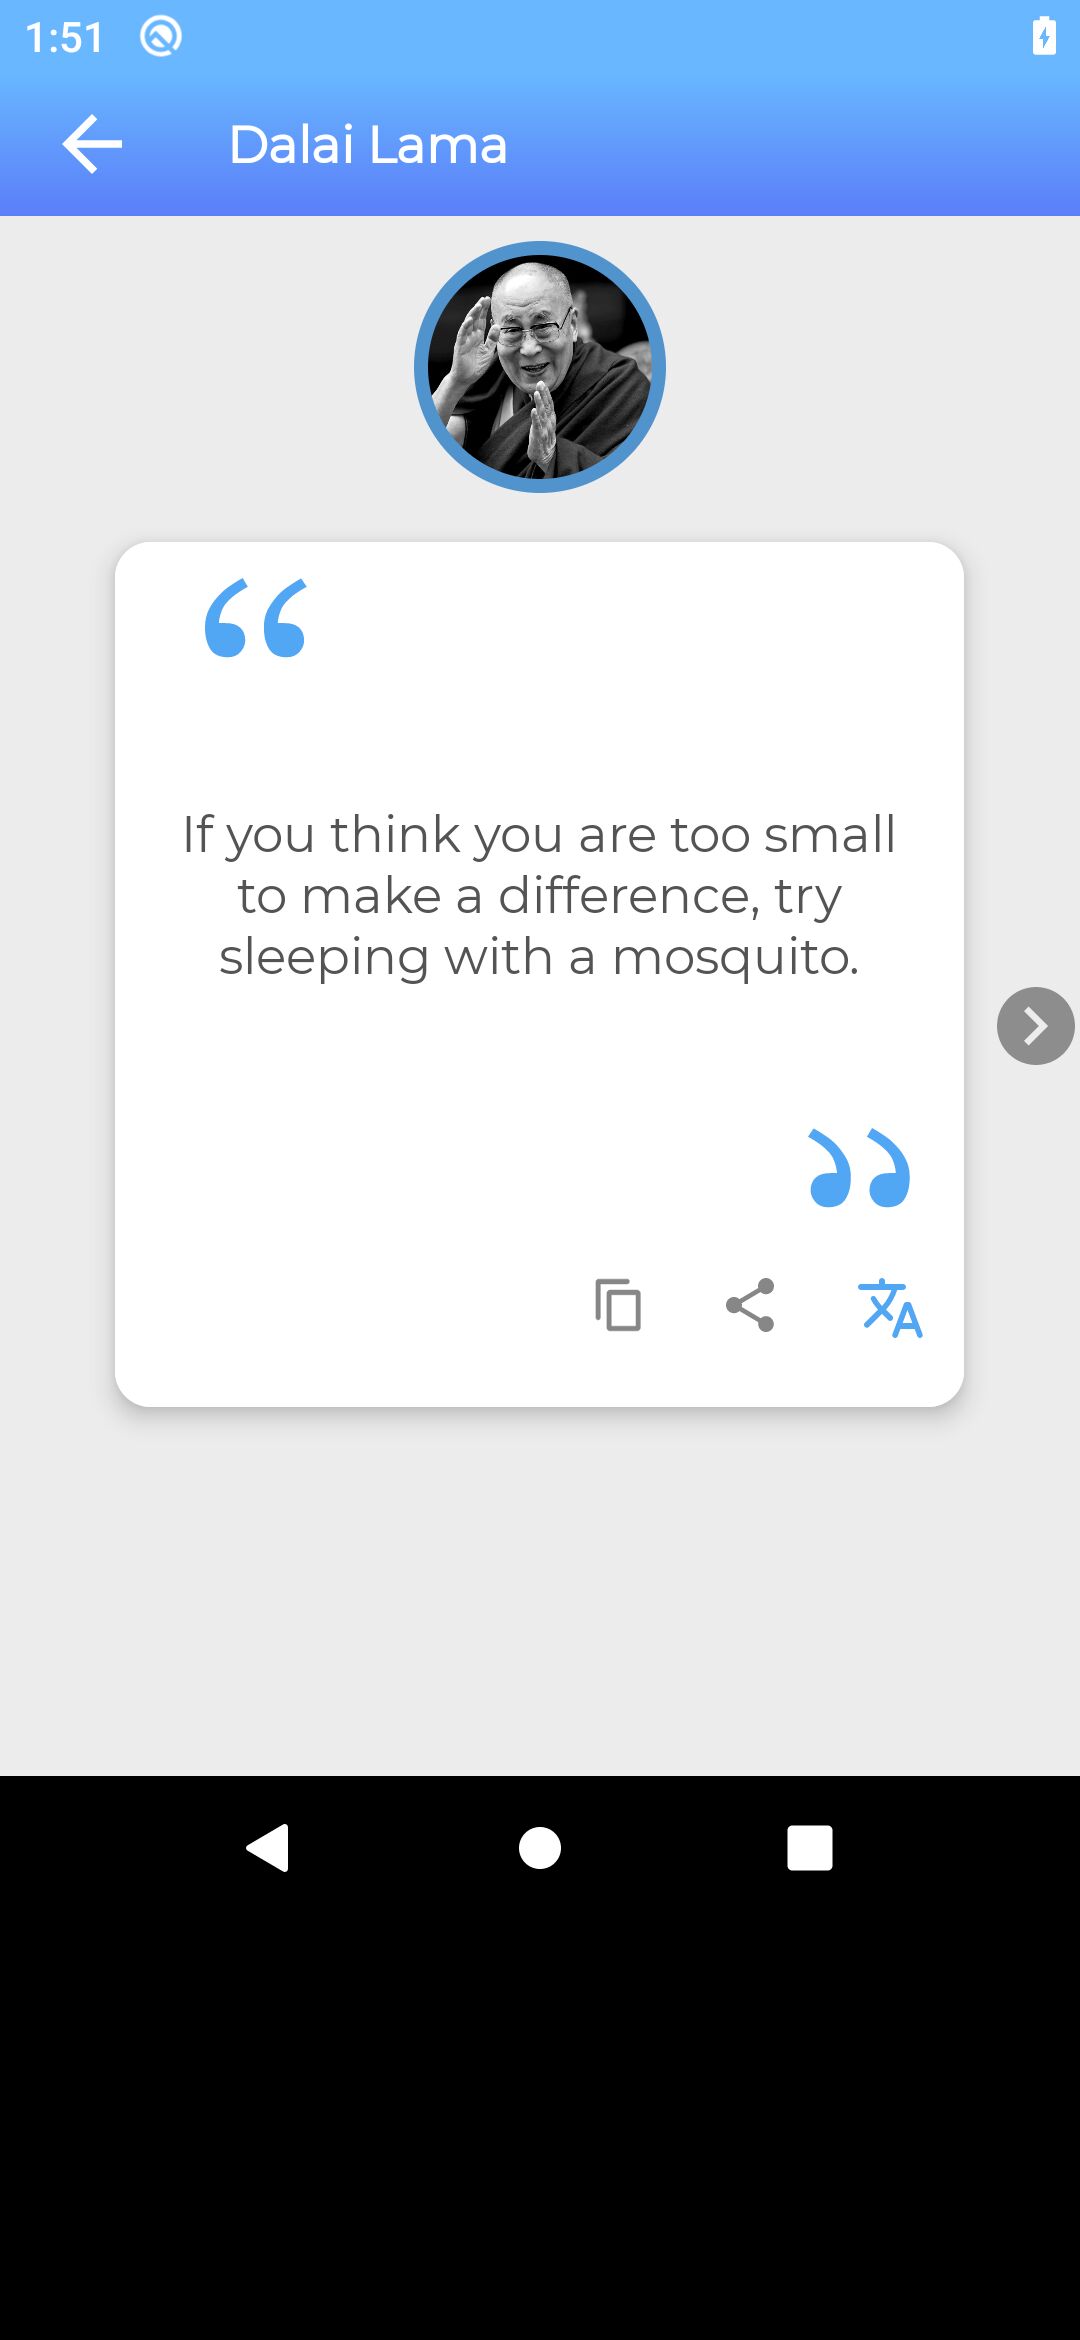 1:51
Dalai Lama
“
If you think you are too small
to make a difference, try
sleeping with a mosquito.
”